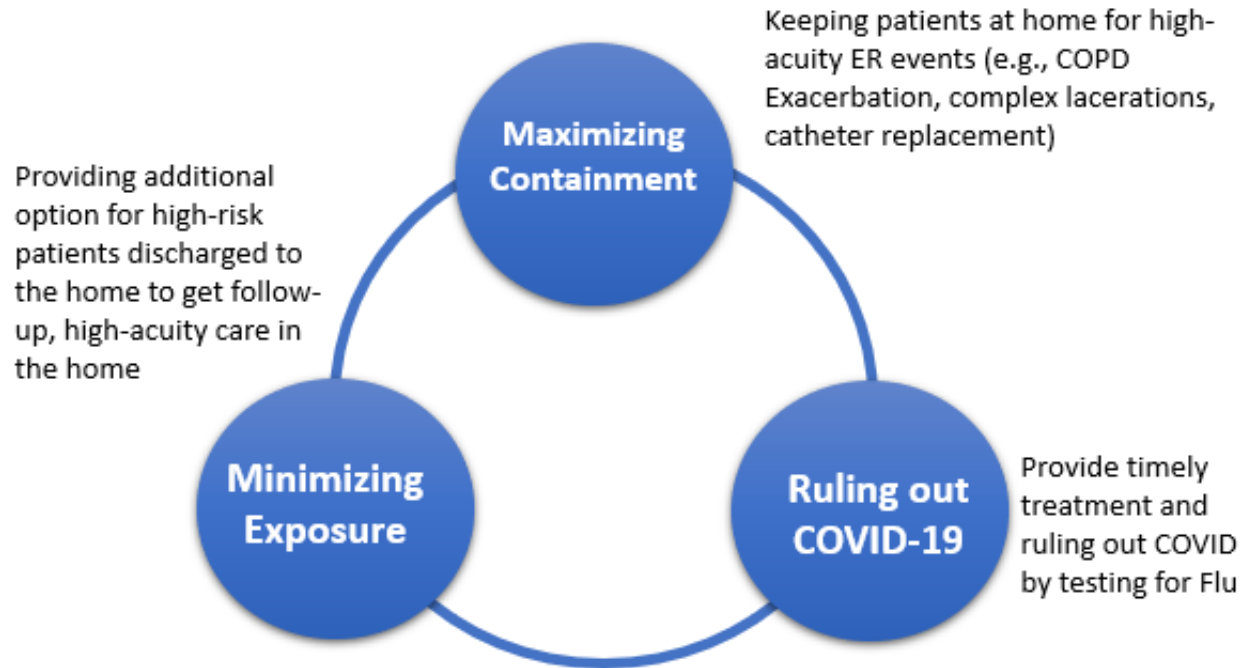 Keeping patients at home for high-
acuity ER events (e.g., COPD
Exacerbation, complex lacerations,
catheter replacement)
Maximizing
Containment
Providing additional
option for high-risk
patients discharged to
the home to get follow-
up, high-acuity care in
the home
Minimizing
Exposure
Ruling out
COVID-19
Provide timely
treatment and
ruling out COVID
by testing for Flu